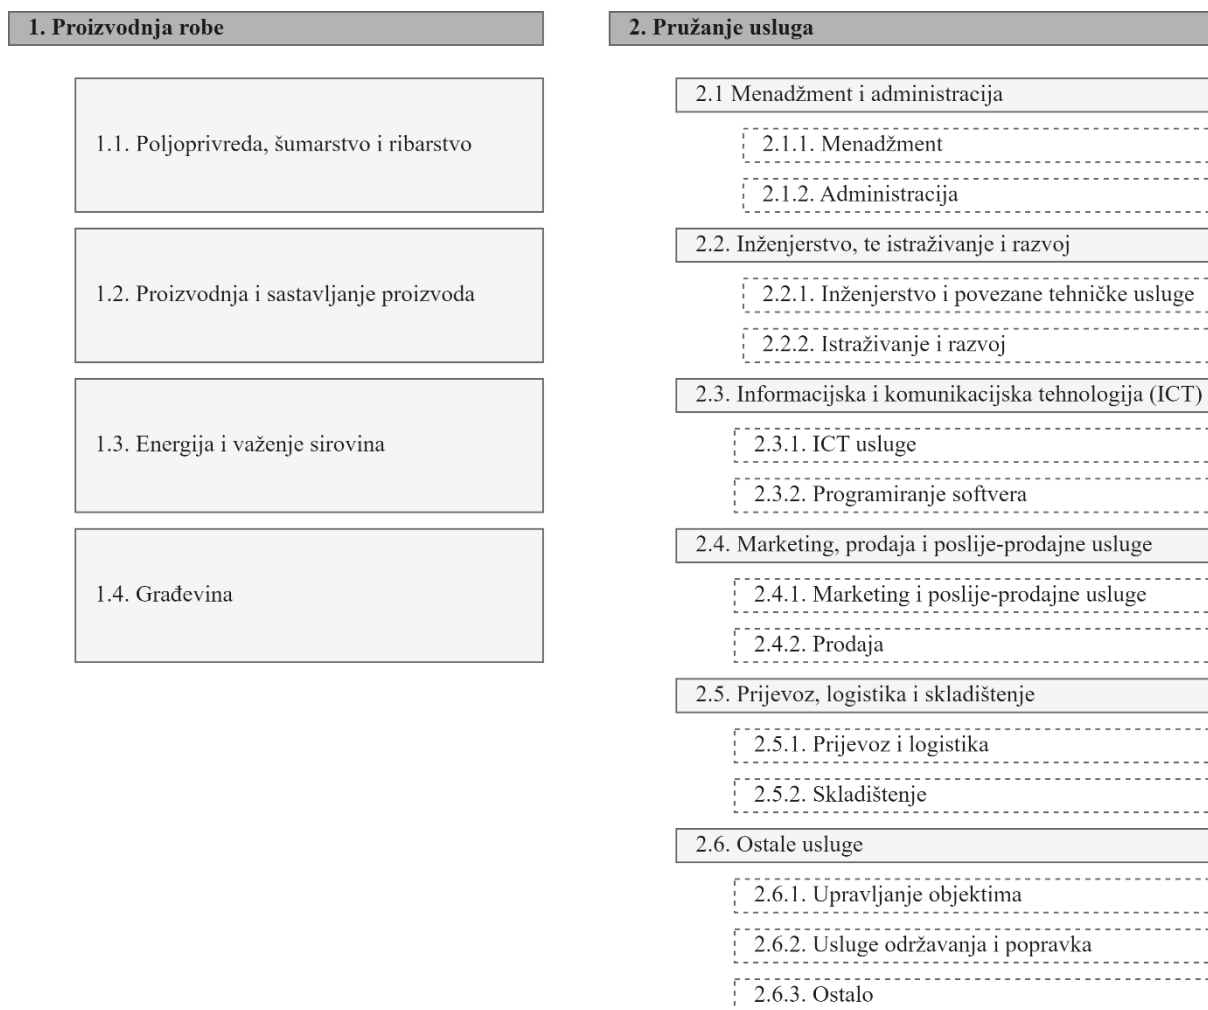 1. Proizvodnja robe
1.1. Poljoprivreda, šumarstvo i ribarstvo
1.2. Proizvodnja i sastavljanje proizvoda
1.3. Energija i važenje sirovina
1.4. Građevina
2. Pružanje usluga
2.1 Menadžment i administracija
2.1.1. Menadžment
2.1.2. Administracija
2.2. Inženjerstvo, te istraživanje i razvoj
2.2.1. Inženjerstvo i povezane tehničke usluge
2.2.2. Istraživanje i razvoj
2.3. Informacijska i komunikacijska tehnologija (ICT)
2.3.1. ICT usluge
2.3.2. Programiranje softvera
2.4. Marketing, prodaja i poslije-prodajne usluge
2.4.1. Marketing i poslije-prodajne usluge
2.4.2. Prodaja
2.5. Prijevoz, logistika i skladištenje
2.5.1. Prijevoz i logistika
2.5.2. Skladištenje
2.6. Ostale usluge
2.6.1. Upravljanje objektima
2.6.2. Usluge održavanja i popravka
2.6.3. Ostalo